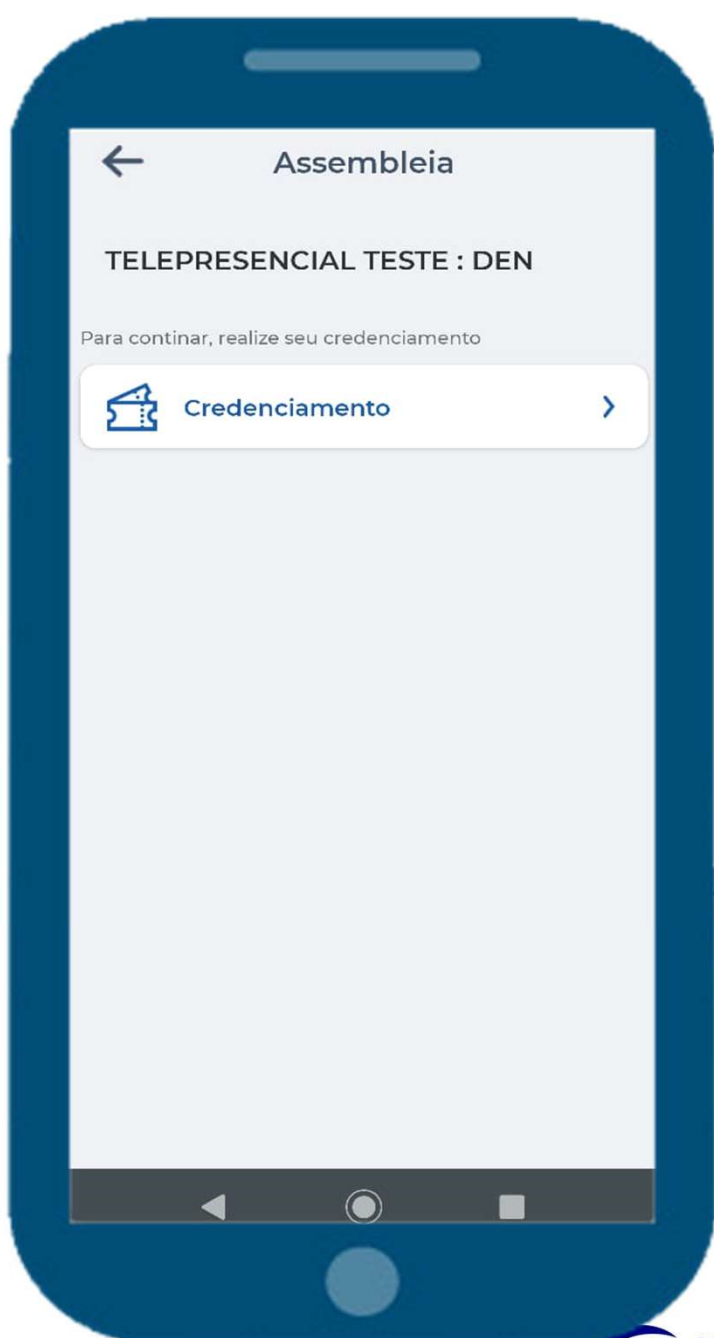 Assembleia
TELEPRESENCIAL TESTE : DEN
Para continar, realize seu credenciamento
Credenciamento